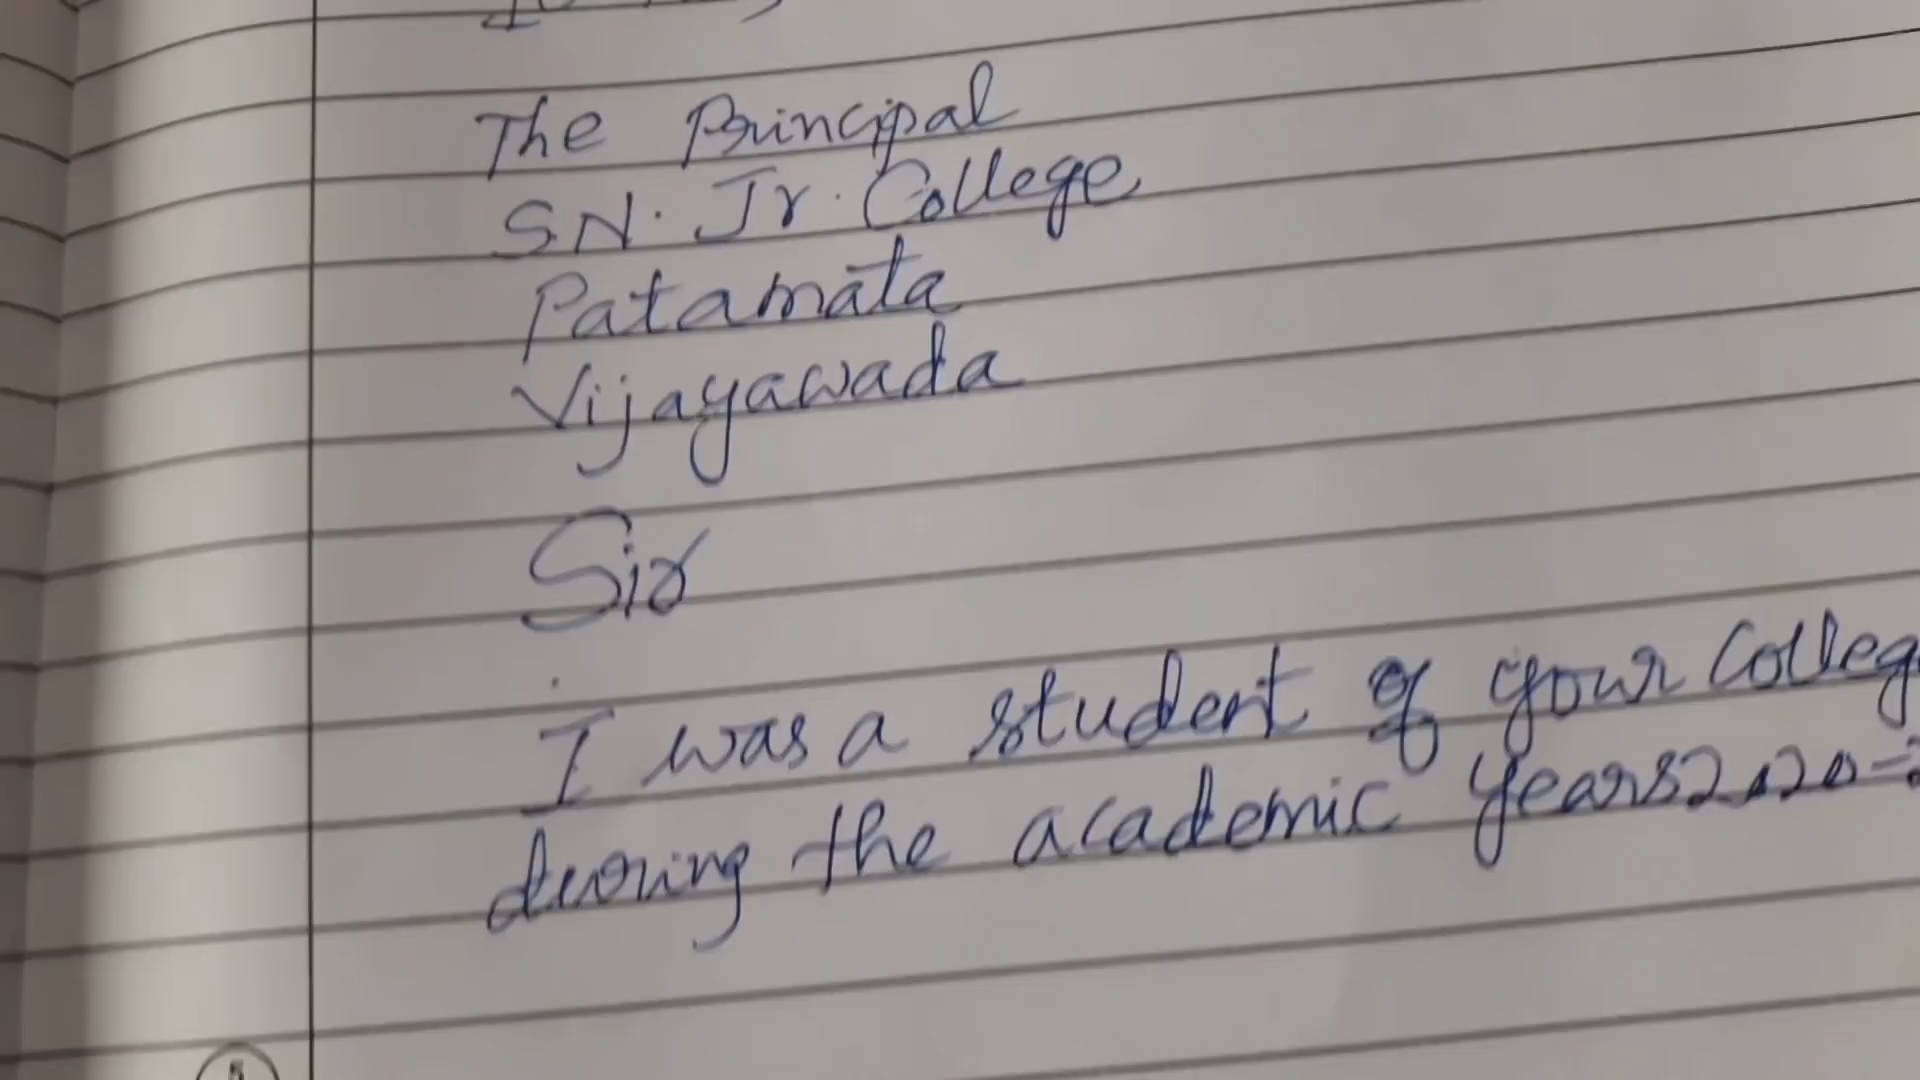 The Principal
S.N. Jr. College
Patamata
Vijayawada
Sir
I was a student of your Colleg
during the academic years 2020-